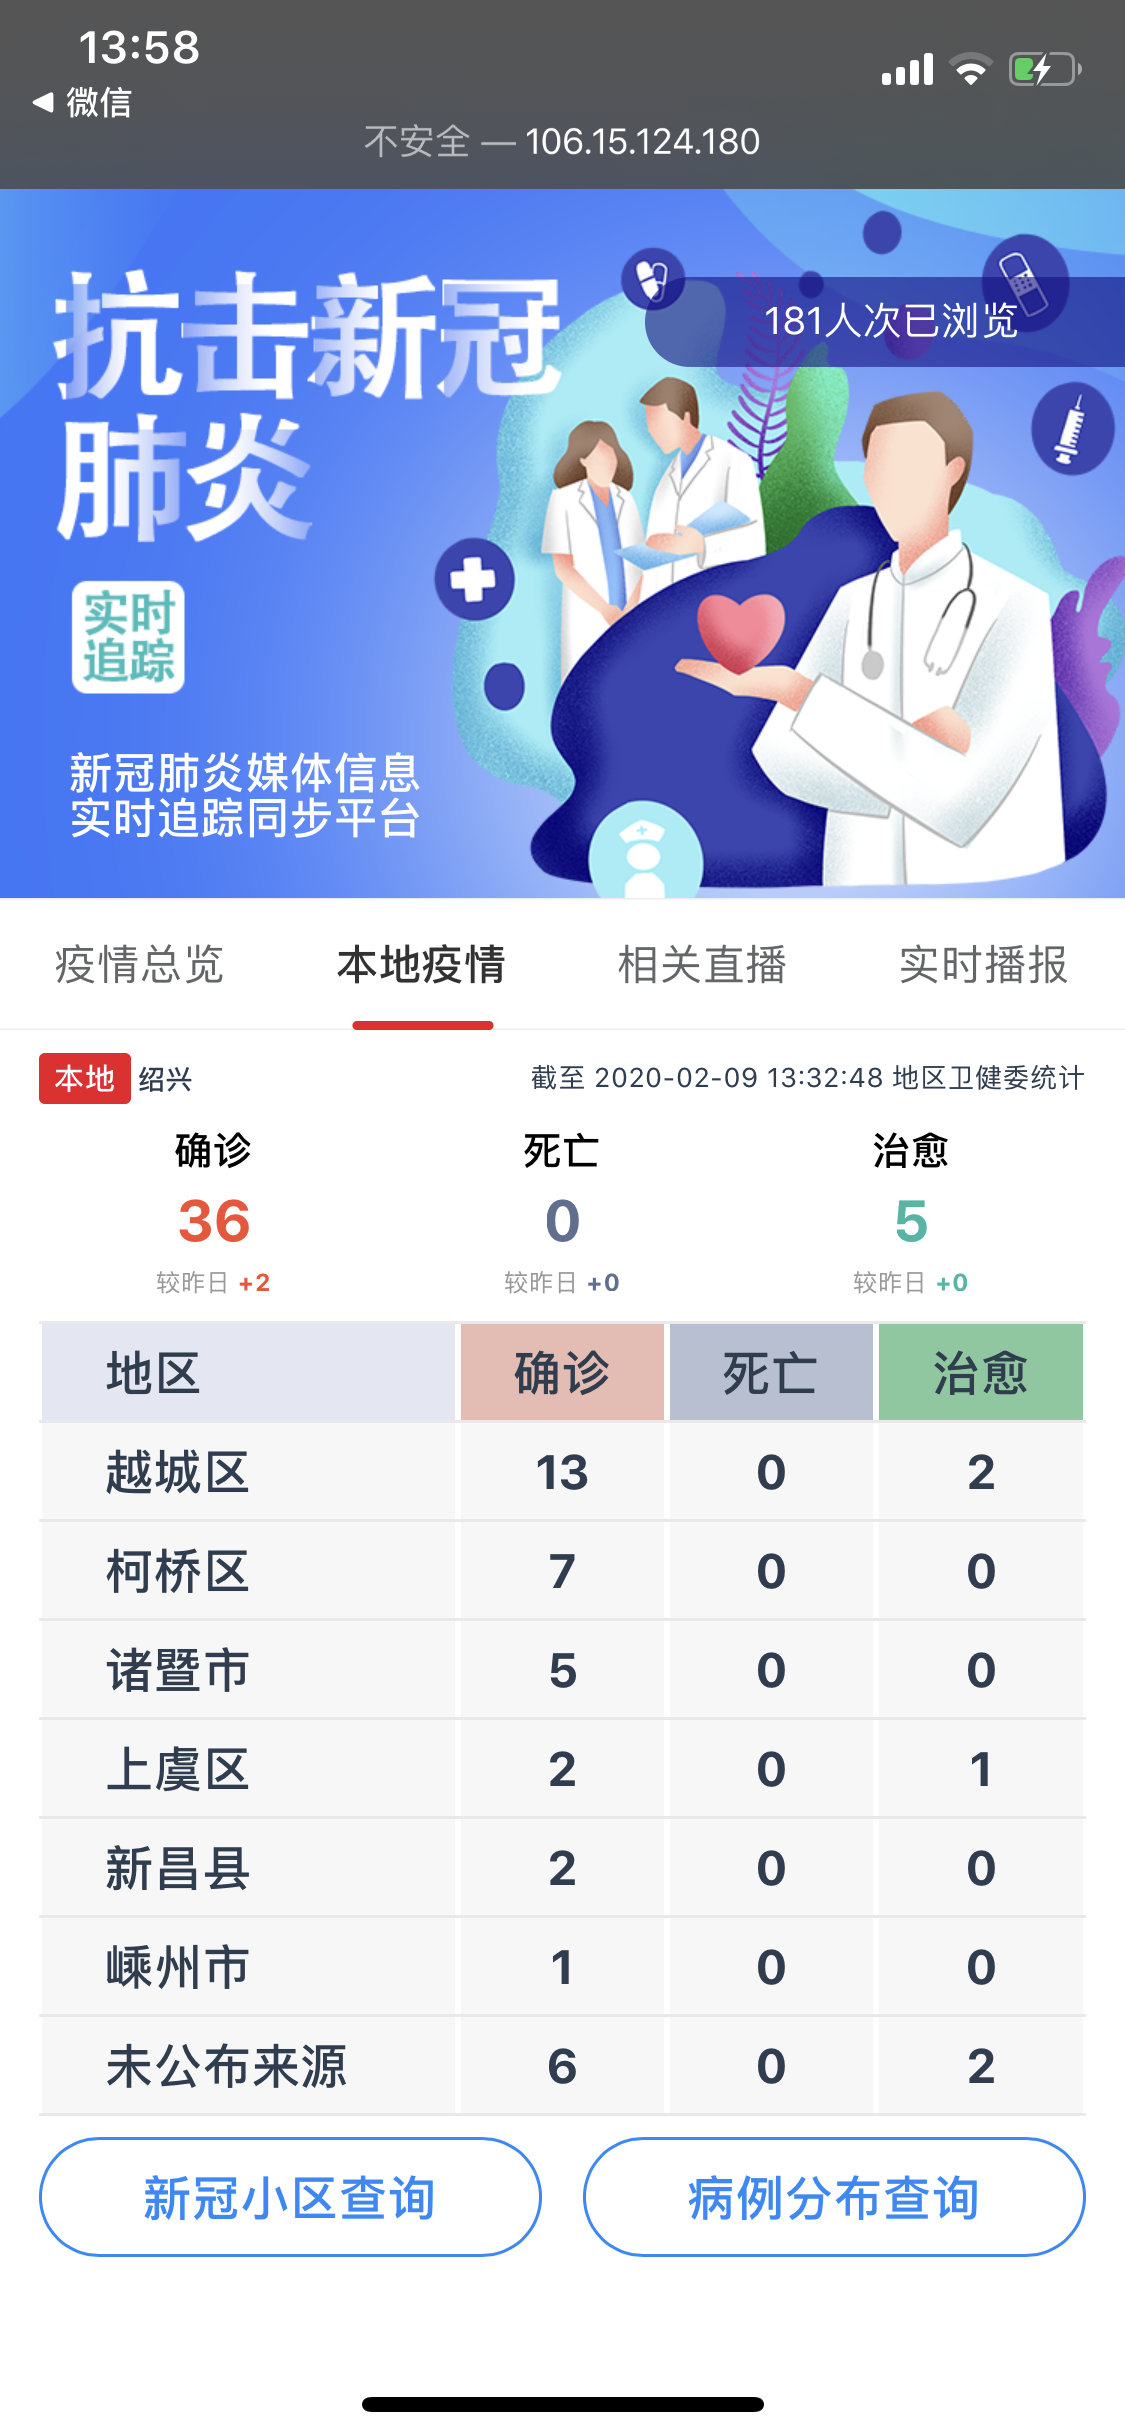 13:58
◀ 微信
不安全 — 106.15.124.180
抗击新冠
肺炎
181人次已浏览
实时
追踪
新冠肺炎媒体信息
实时追踪同步平台
疫情总览 本地疫情 相关直播 实时播报
本地 绍兴 截至 2020-02-09 13:32:48 地区卫健委统计
确诊 死亡 治愈
36 0 5
较昨日 +2 较昨日 +0 较昨日 +0
地区 确诊 死亡 治愈
越城区 13 0 2
柯桥区 7 0 0
诸暨市 5 0 0
上虞区 2 0 1
新昌县 2 0 0
嵊州市 1 0 0
未公布来源 6 0 2
新冠小区查询 病例分布查询